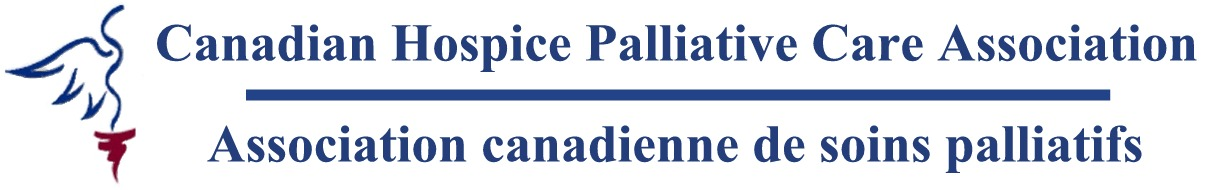 Canadian Hospice Palliative Care Association
Association canadienne de soins palliatifs